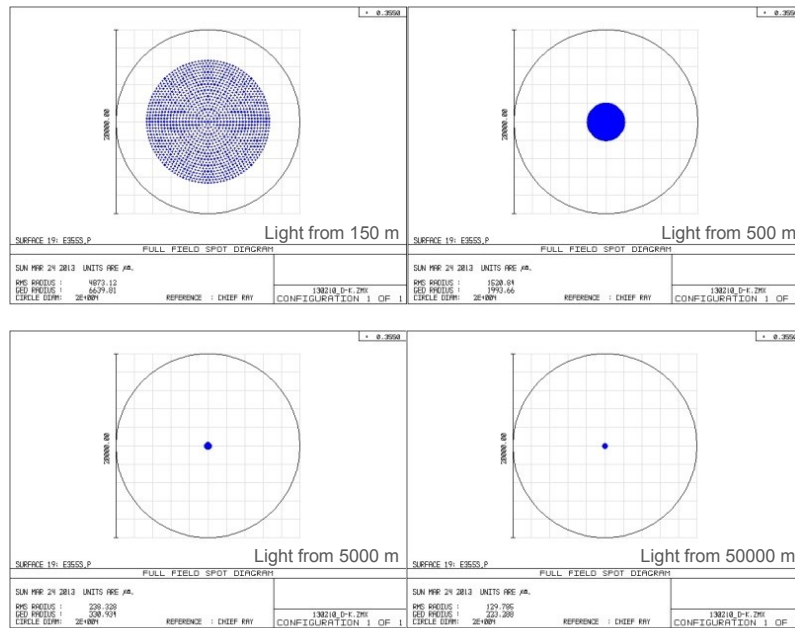 + 0.3550
20000.00
Light from 150 m
SURFACE 19: E355S_P
FULL FIELD SPOT DIAGRAM
SUN MAR 24 2013 UNITS ARE µm.
RMS RADIUS : 4873.12
GEO RADIUS : 6639.81
CIRCLE DIAM: 2E+004 REFERENCE : CHIEF RAY
130210_D-K.ZMX
CONFIGURATION 1 OF 1
+ 0.3550
20000.00
Light from 500 m
SURFACE 19: E355S_P
FULL FIELD SPOT DIAGRAM
SUN MAR 24 2013 UNITS ARE µm.
RMS RADIUS : 1520.84
GEO RADIUS : 1993.66
CIRCLE DIAM: 2E+004 REFERENCE : CHIEF RAY
130210_D-K.ZMX
CONFIGURATION 1 OF
+ 0.3550
20000.00
Light from 5000 m
SURFACE 19: E355S_P
FULL FIELD SPOT DIAGRAM
SUN MAR 24 2013 UNITS ARE µm.
RMS RADIUS : 238.328
GEO RADIUS : 330.934
CIRCLE DIAM: 2E+004 REFERENCE : CHIEF RAY
130210_D-K.ZMX
CONFIGURATION 1 OF 1
+ 0.3550
20000.00
Light from 50000 m
SURFACE 19: E355S_P
FULL FIELD SPOT DIAGRAM
SUN MAR 24 2013 UNITS ARE µm.
RMS RADIUS : 129.785
GEO RADIUS : 223.288
CIRCLE DIAM: 2E+004 REFERENCE : CHIEF RAY
130210_D-K.ZMX
CONFIGURATION 1 OF